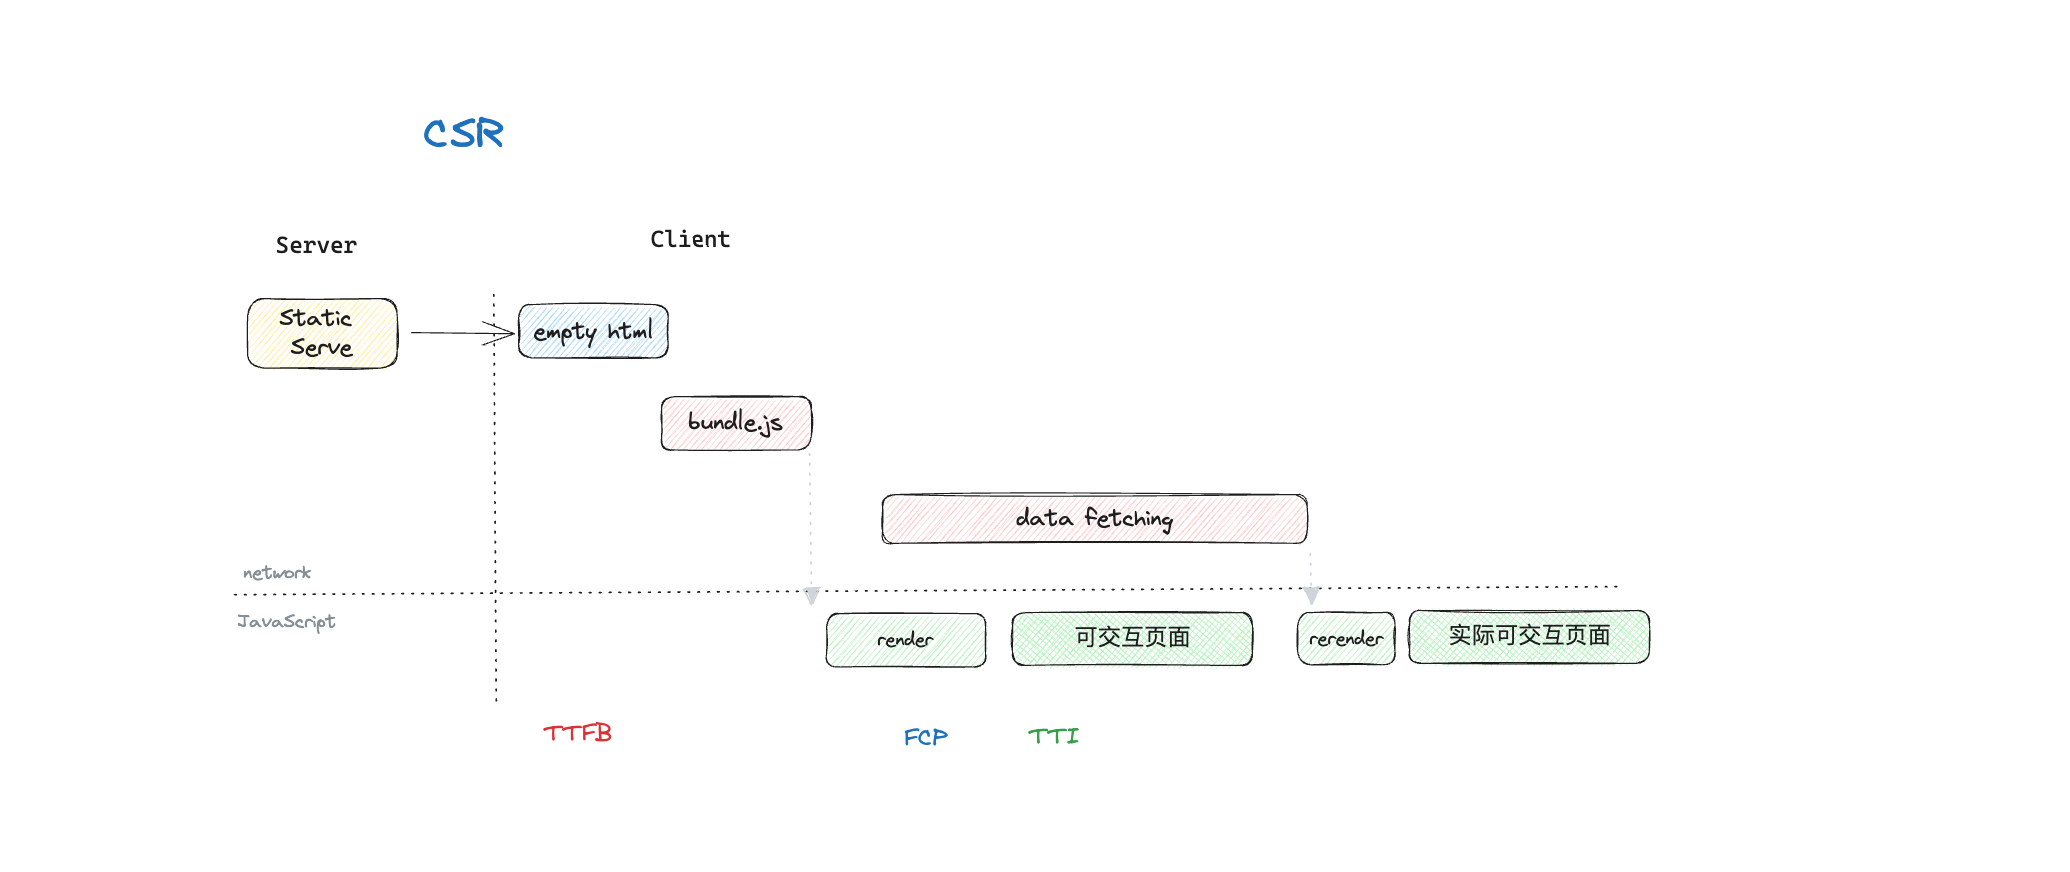 CSR
Server
Client
Static
Serve
empty html
bundle.js
data fetching
network
JavaScript
render
可交互页面
rerender
实际可交互页面
TTFB
FCP
TTI